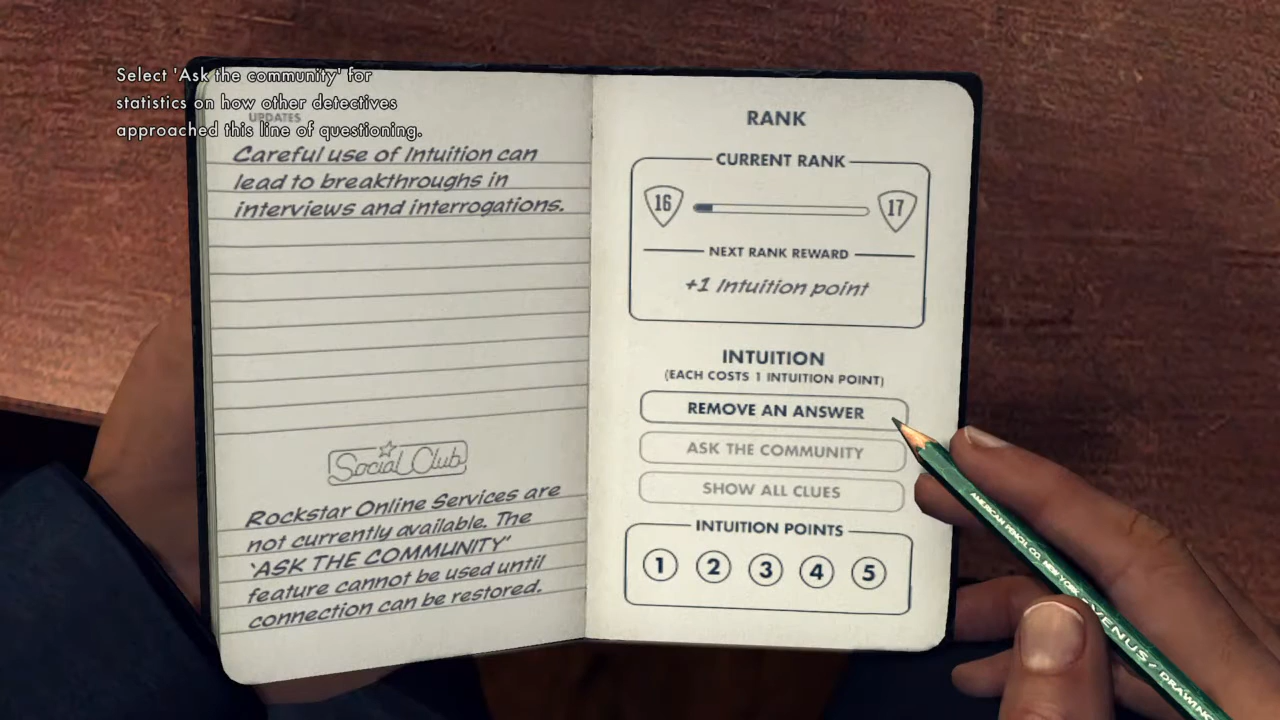 Select 'Ask the community' for
statistics on how other detectives
approached this line of questioning.
UPDATES
Careful use of Intuition can
lead to breakthroughs in
interviews and interrogations.
Social Club
Rockstar Online Services are
not currently available. The
'ASK THE COMMUNITY'
feature cannot be used until
connection can be restored.
RANK
CURRENT RANK
16 17
NEXT RANK REWARD
+1 Intuition point
INTUITION
(EACH COSTS 1 INTUITION POINT)
REMOVE AN ANSWER
ASK THE COMMUNITY
SHOW ALL CLUES
INTUITION POINTS
1 2 3 4 5
AMERICAN PENCIL CO. NEW YORK
VENUS / DRAWING